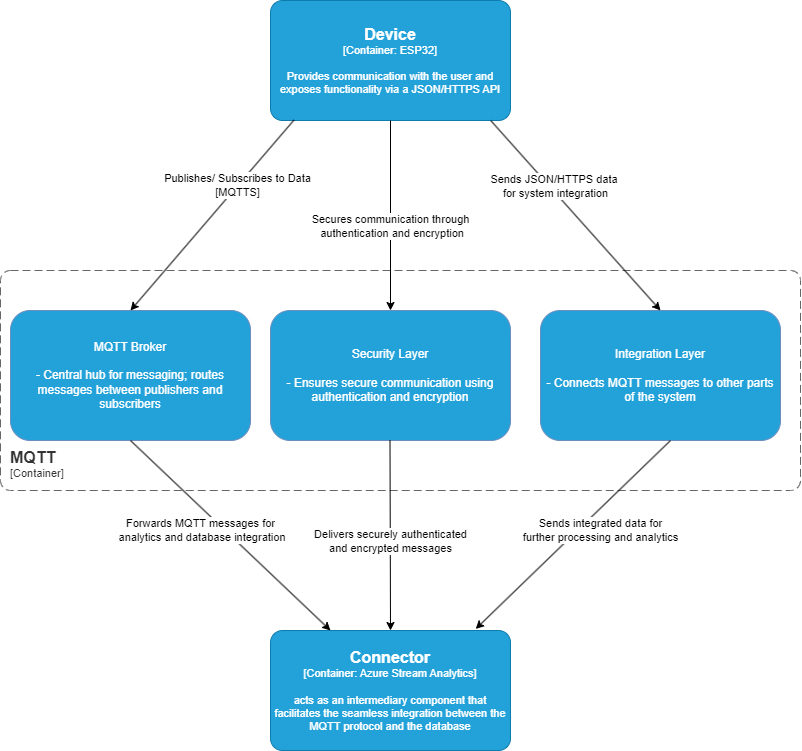 Device
[Container: ESP32]
Provides communication with the user and
exposes functionality via a JSON/HTTPS API
Publishes/ Subscribes to Data
[MQTTS]
Sends JSON/HTTPS data
for system integration
Secures communication through
authentication and encryption
MQTT Broker
- Central hub for messaging; routes
messages between publishers and
subscribers
Security Layer
- Ensures secure communication using
authentication and encryption
Integration Layer
- Connects MQTT messages to other parts
of the system
MQTT
[Container]
Forwards MQTT messages for
analytics and database integration
Delivers securely authenticated
and encrypted messages
Sends integrated data for
further processing and analytics
Connector
[Container: Azure Stream Analytics]
acts as an intermediary component that
facilitates the seamless integration between the
MQTT protocol and the database